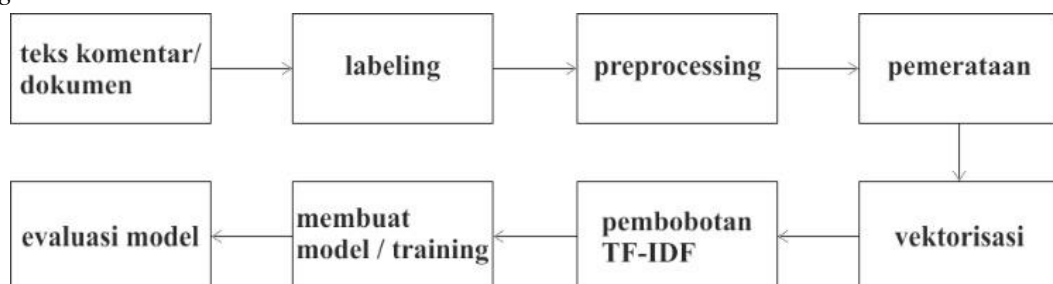 teks komentar/
dokumen
labeling
preprocessing
pemerataan
vektorisasi
pembobotan
TF-IDF
membuat
model / training
evaluasi model